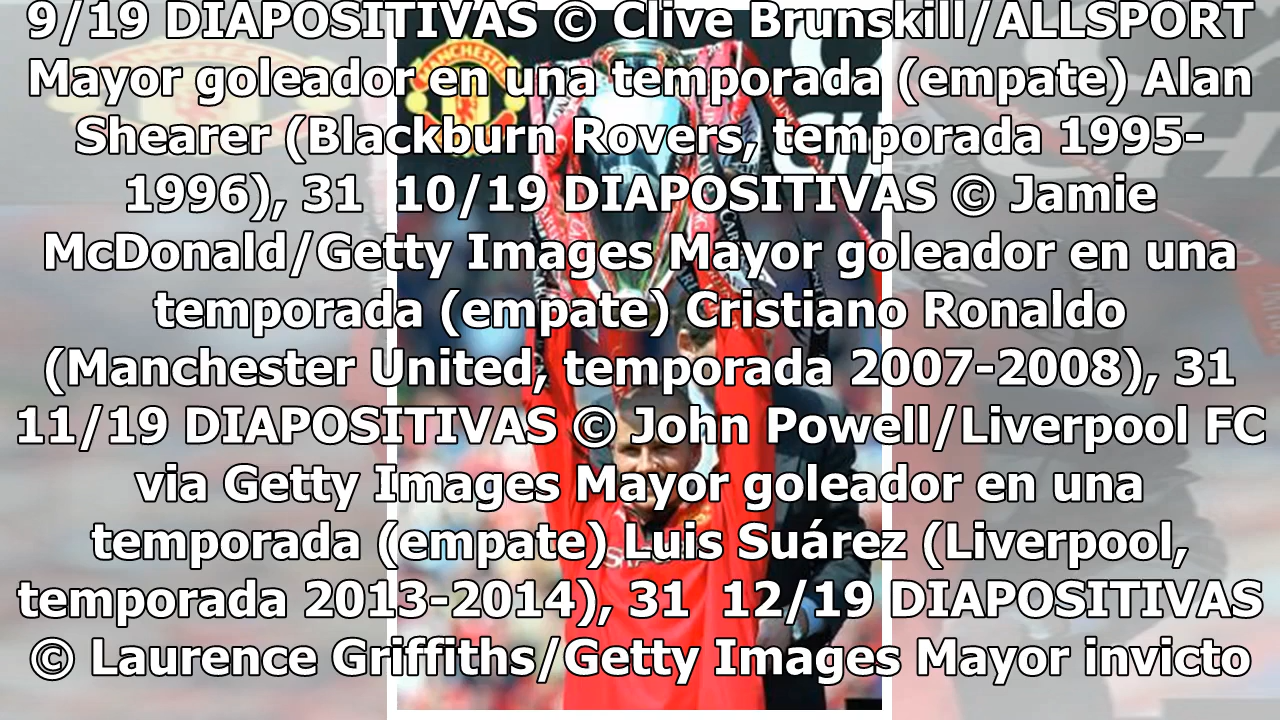 9/19 DIAPOSITIVAS © Clive Brunskill/ALLSPORT
Mayor goleador en una temporada (empate) Alan
Shearer (Blackburn Rovers, temporada 1995-
1996), 31  10/19 DIAPOSITIVAS © Jamie
McDonald/Getty Images Mayor goleador en una
temporada (empate) Cristiano Ronaldo
(Manchester United, temporada 2007-2008), 31
11/19 DIAPOSITIVAS © John Powell/Liverpool FC
via Getty Images Mayor goleador en una
temporada (empate) Luis Suárez (Liverpool,
temporada 2013-2014), 31  12/19 DIAPOSITIVAS
© Laurence Griffiths/Getty Images Mayor invicto
MANCHESTER